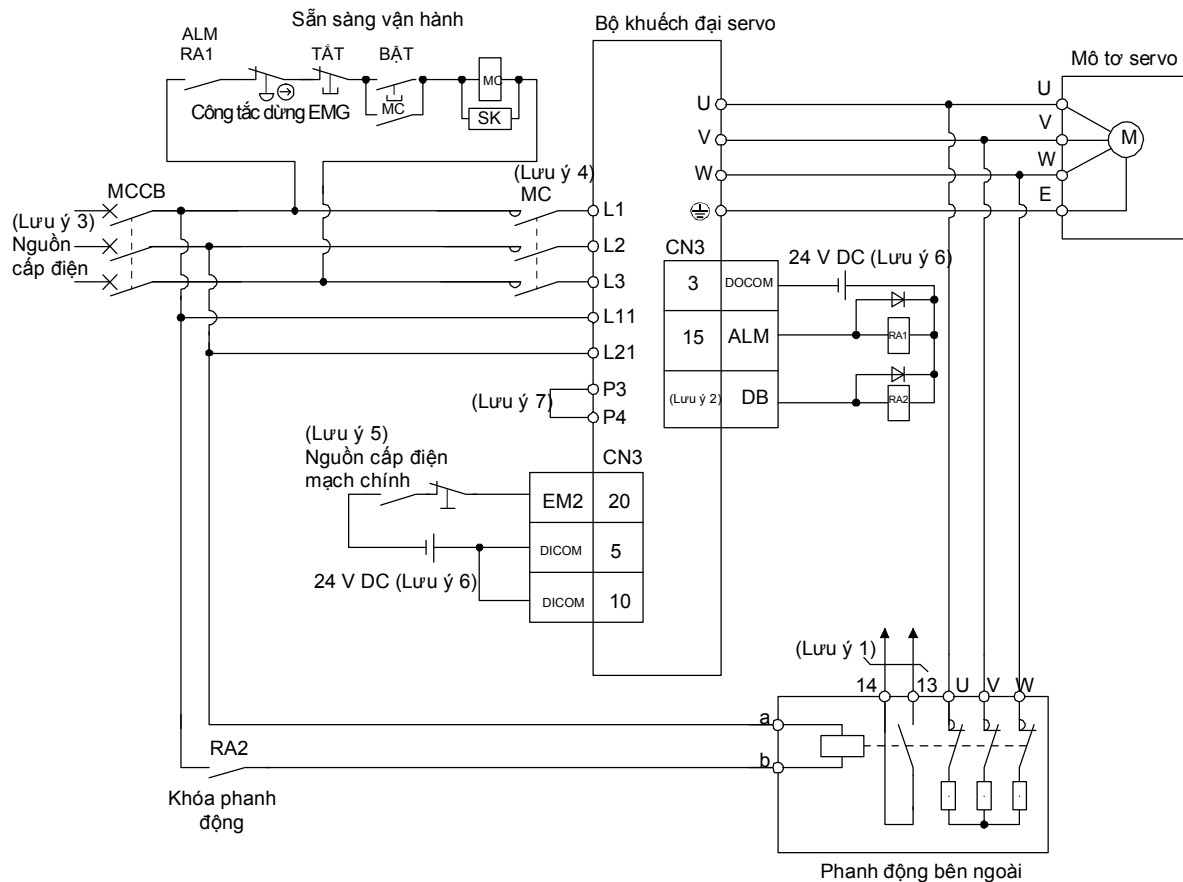 Sẵn sàng vận hành
Bộ khuếch đại servo
ALM
RA1
TẮT
BẬT
MC
SK
MC
Công tắc dừng EMG
Mô tơ servo
U
V
W
U
V
W
E
M
MCCB
(Lưu ý 3)
Nguồn
cấp điện
(Lưu ý 4)
MC
L1
L2
L3
L11
L21
P3
P4
(Lưu ý 7)
CN3
3
DOCOM
15
ALM
(Lưu ý 2)
DB
24 V DC (Lưu ý 6)
RA1
RA2
(Lưu ý 5)
Nguồn cấp điện
mạch chính
CN3
EM2
20
DICOM
5
DICOM
10
24 V DC (Lưu ý 6)
(Lưu ý 1)
14
13
U
V
W
a
b
RA2
Khóa phanh
động
Phanh động bên ngoài